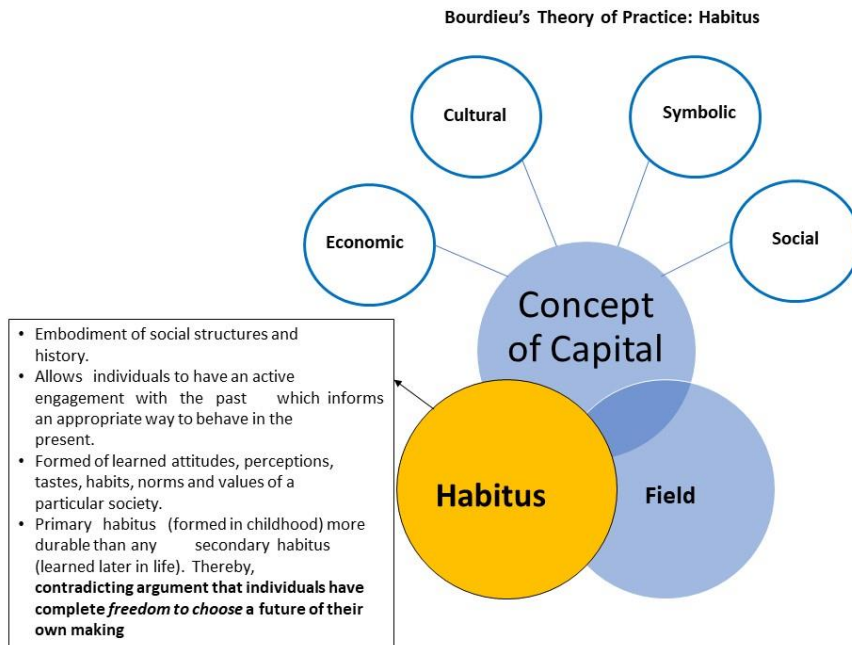 Bourdieu's Theory of Practice: Habitus
Cultural
Symbolic
Economic
Social
Concept
of Capital
• Embodiment of social structures and
history.
• Allows individuals to have an active
engagement with the past which informs
an appropriate way to behave in the
present.
• Formed of learned attitudes, perceptions,
tastes, habits, norms and values of a
particular society.
• Primary habitus (formed in childhood) more
durable than any secondary habitus
(learned later in life). Thereby,
contradicting argument that individuals have
complete freedom to choose a future of their
own making
Habitus
Field